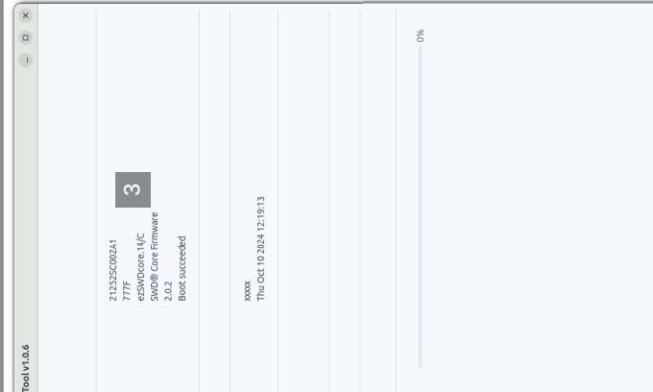 Tool v1.0.6
21252SC002A1
777F
ezSWDcore.14/C
SWD® Core Firmware
2.0.2
Boot succeeded
3
xxxxx
Thu Oct 10 2024 12:19:13
0%